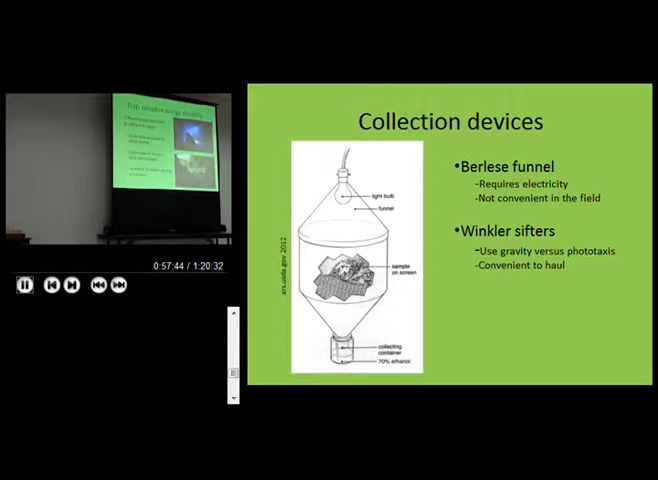 Collection devices
•Berlese funnel
-Requires electricity
-Not convenient in the field
•Winkler sifters
-Use gravity versus phototaxis
-Convenient to haul
light bulb
funnel
sample
on screen
collecting
container
70% ethanol
ars.usda.gov 2012
0:57:44 / 1:20:32